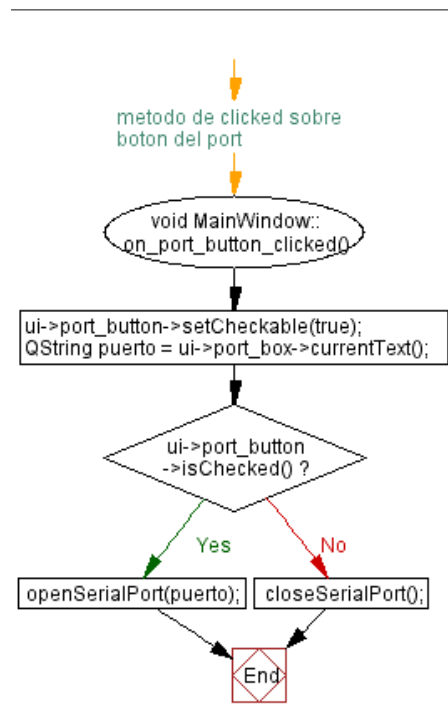 metodo de clicked sobre
boton del port
void MainWindow::
on_port_button_clicked()
ui->port_button->setCheckable(true);
QString puerto = ui->port_box->currentText();
ui->port_button
->isChecked() ?
Yes
No
openSerialPort(puerto);
closeSerialPort();
End